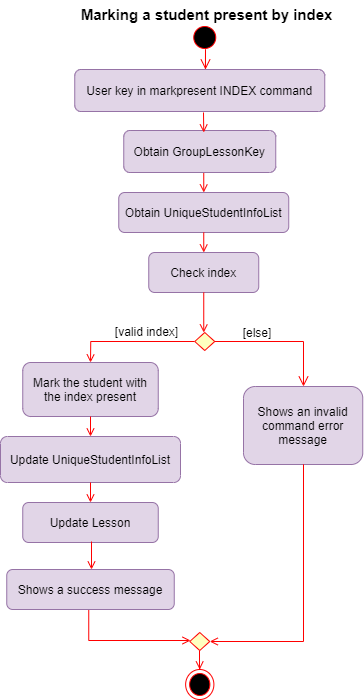 Marking a student present by index
User key in markpresent INDEX command
Obtain GroupLessonKey
Obtain UniqueStudentInfoList
Check index
[valid index]
[else]
Mark the student with
the index present
Shows an invalid
command error
message
Update UniqueStudentInfoList
Update Lesson
Shows a success message